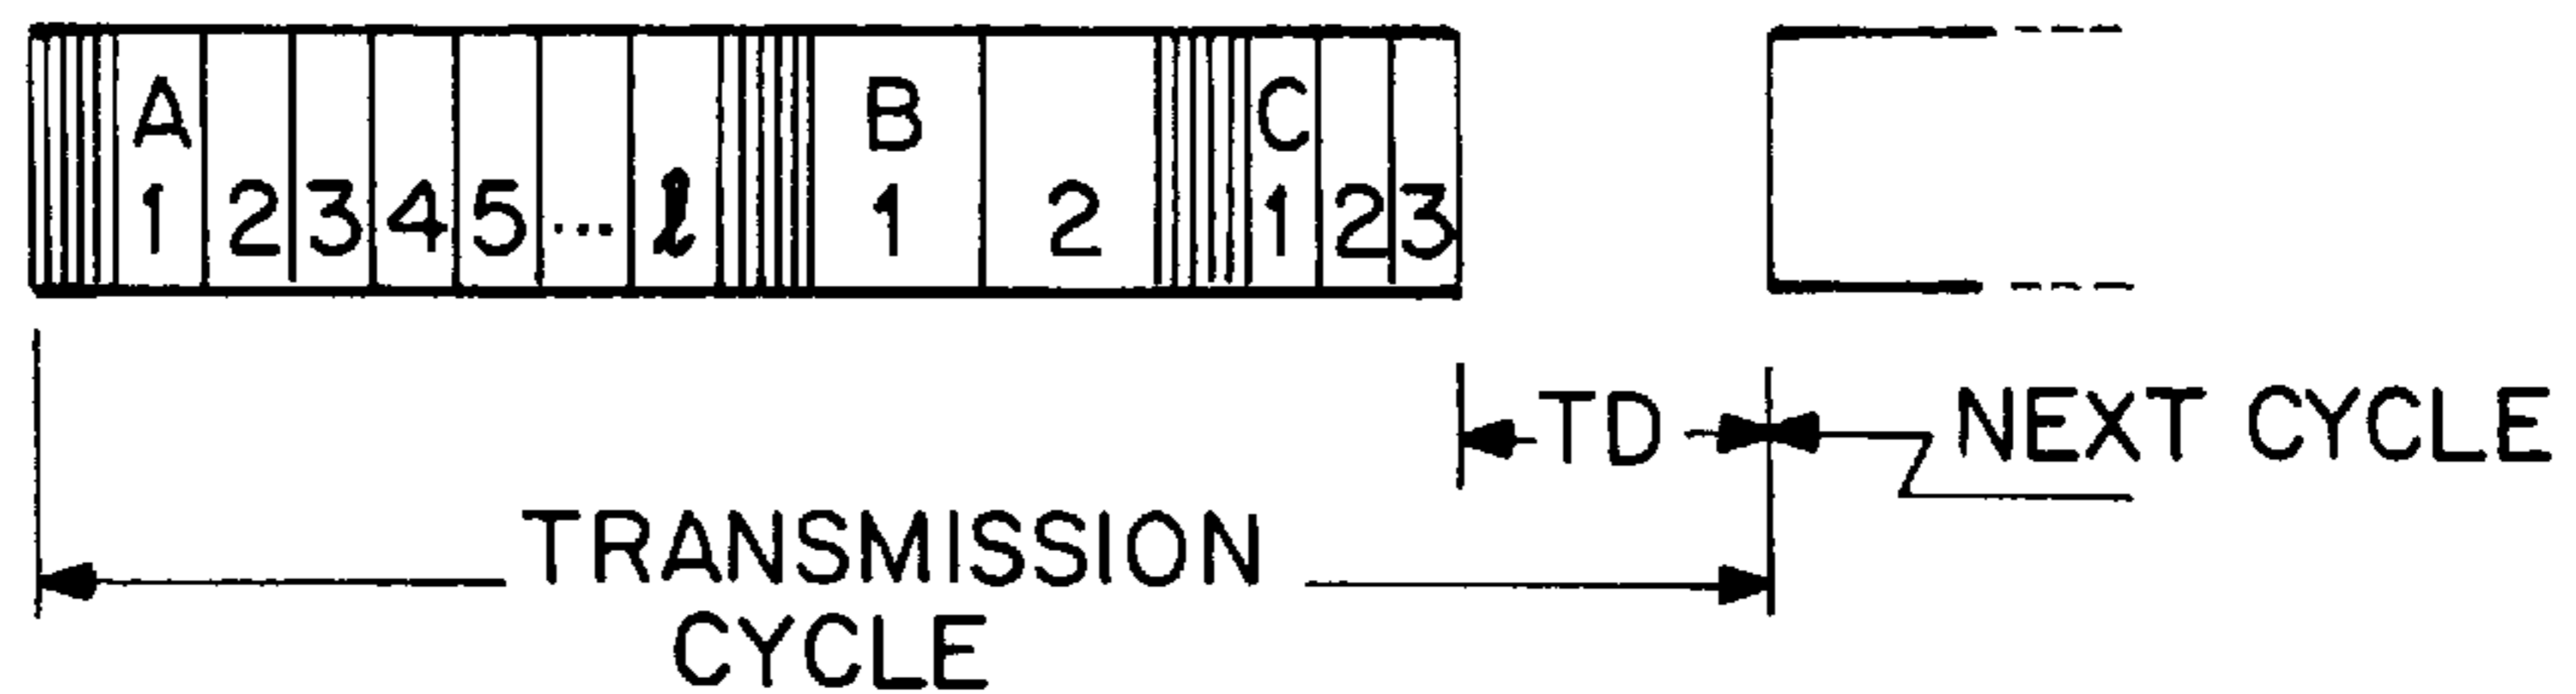 A B C
1 2 3 4 5 ... l 1 2 1 2 3
TD NEXT CYCLE
TRANSMISSION
CYCLE